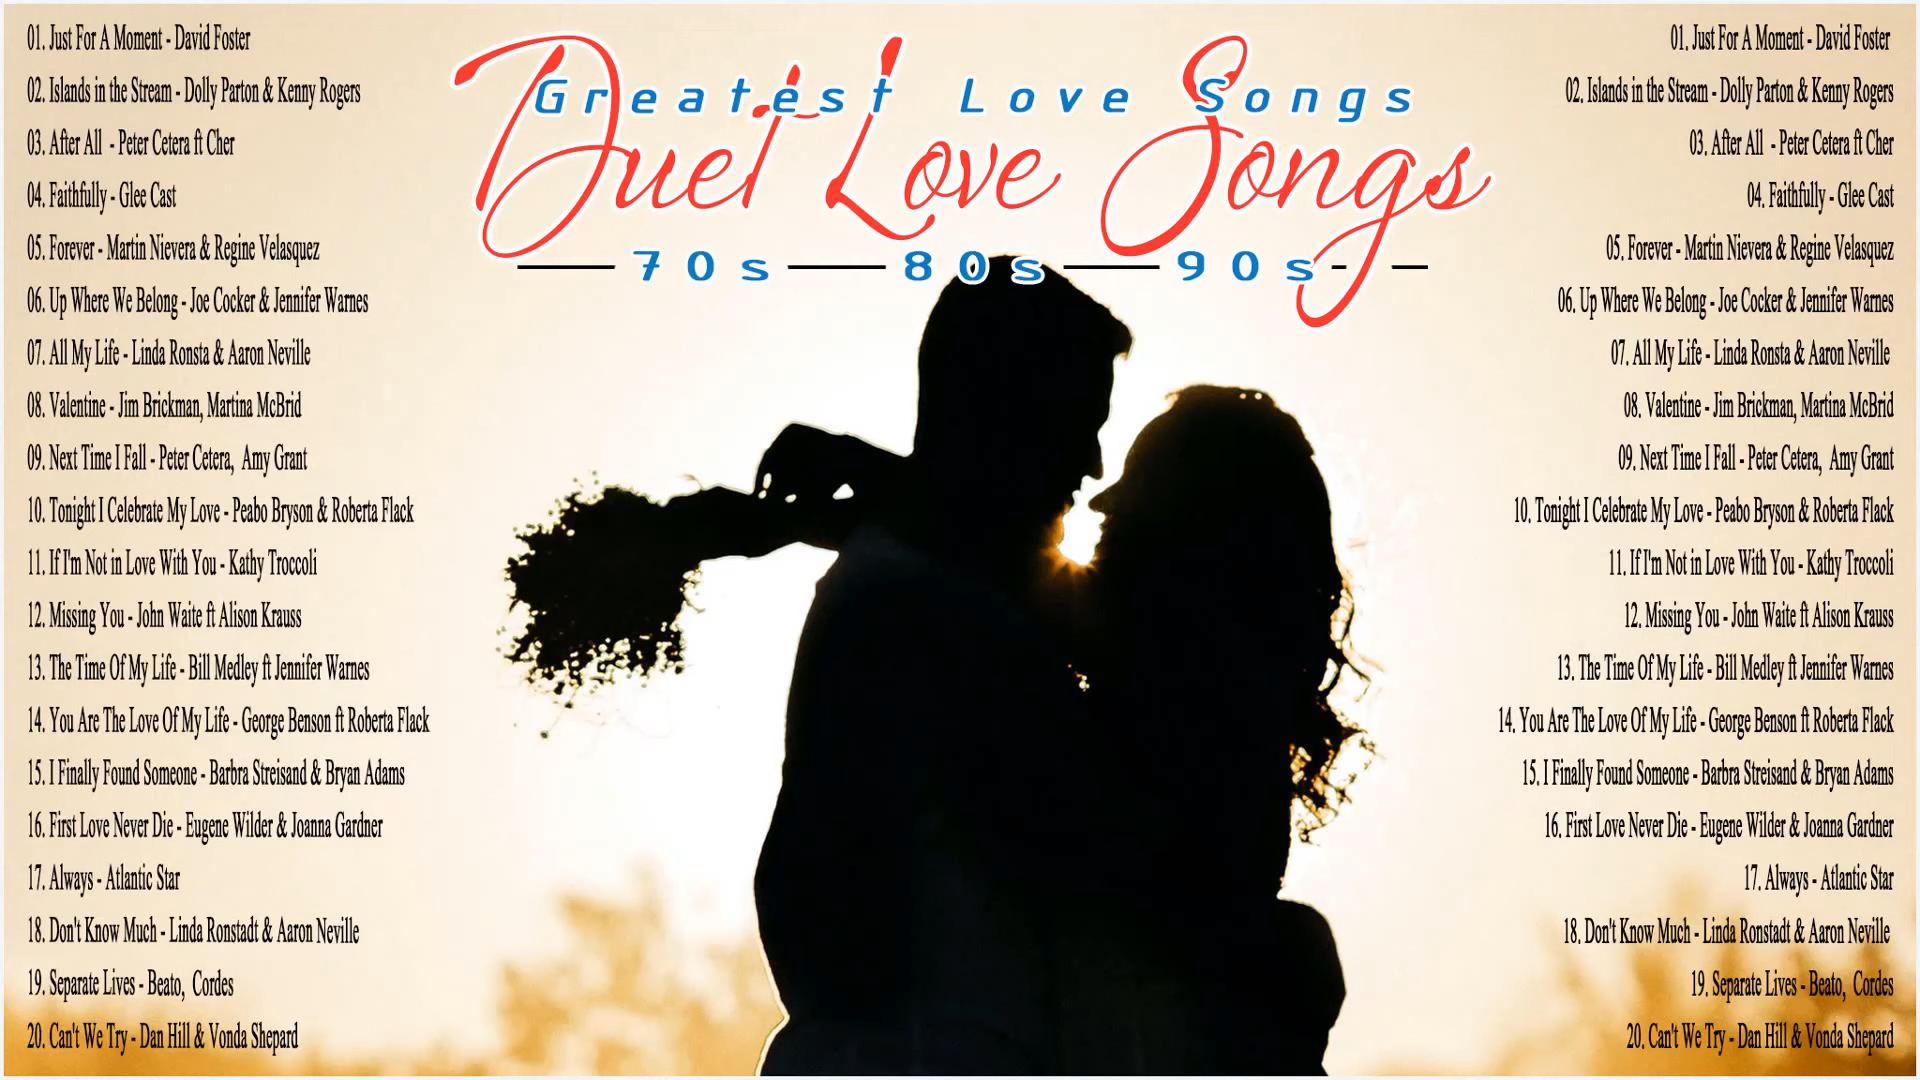 01. Just For A Moment - David Foster
02. Islands in the Stream - Dolly Parton & Kenny Rogers
03. After All - Peter Cetera ft Cher
04. Faithfully - Glee Cast
05. Forever - Martin Nievera & Regine Velasquez
06. Up Where We Belong - Joe Cocker & Jennifer Warnes
07. All My Life - Linda Ronsta & Aaron Neville
08. Valentine - Jim Brickman, Martina McBrid
09. Next Time I Fall - Peter Cetera, Amy Grant
10. Tonight I Celebrate My Love - Peabo Bryson & Roberta Flack
11. If I'm Not in Love With You - Kathy Troccoli
12. Missing You - John Waite ft Alison Krauss
13. The Time Of My Life - Bill Medley ft Jennifer Warnes
14. You Are The Love Of My Life - George Benson ft Roberta Flack
15. I Finally Found Someone - Barbra Streisand & Bryan Adams
16. First Love Never Die - Eugene Wilder & Joanna Gardner
17. Always - Atlantic Star
18. Don't Know Much - Linda Ronstadt & Aaron Neville
19. Separate Lives - Beato, Cordes
20. Can't We Try - Dan Hill & Vonda Shepard
Greatest Love Songs
Duet Love Songs
70s 80s 90s
01. Just For A Moment - David Foster
02. Islands in the Stream - Dolly Parton & Kenny Rogers
03. After All - Peter Cetera ft Cher
04. Faithfully - Glee Cast
05. Forever - Martin Nievera & Regine Velasquez
06. Up Where We Belong - Joe Cocker & Jennifer Warnes
07. All My Life - Linda Ronsta & Aaron Neville
08. Valentine - Jim Brickman, Martina McBrid
09. Next Time I Fall - Peter Cetera, Amy Grant
10. Tonight I Celebrate My Love - Peabo Bryson & Roberta Flack
11. If I'm Not in Love With You - Kathy Troccoli
12. Missing You - John Waite ft Alison Krauss
13. The Time Of My Life - Bill Medley ft Jennifer Warnes
14. You Are The Love Of My Life - George Benson ft Roberta Flack
15. I Finally Found Someone - Barbra Streisand & Bryan Adams
16. First Love Never Die - Eugene Wilder & Joanna Gardner
17. Always - Atlantic Star
18. Don't Know Much - Linda Ronstadt & Aaron Neville
19. Separate Lives - Beato, Cordes
20. Can't We Try - Dan Hill & Vonda Shepard